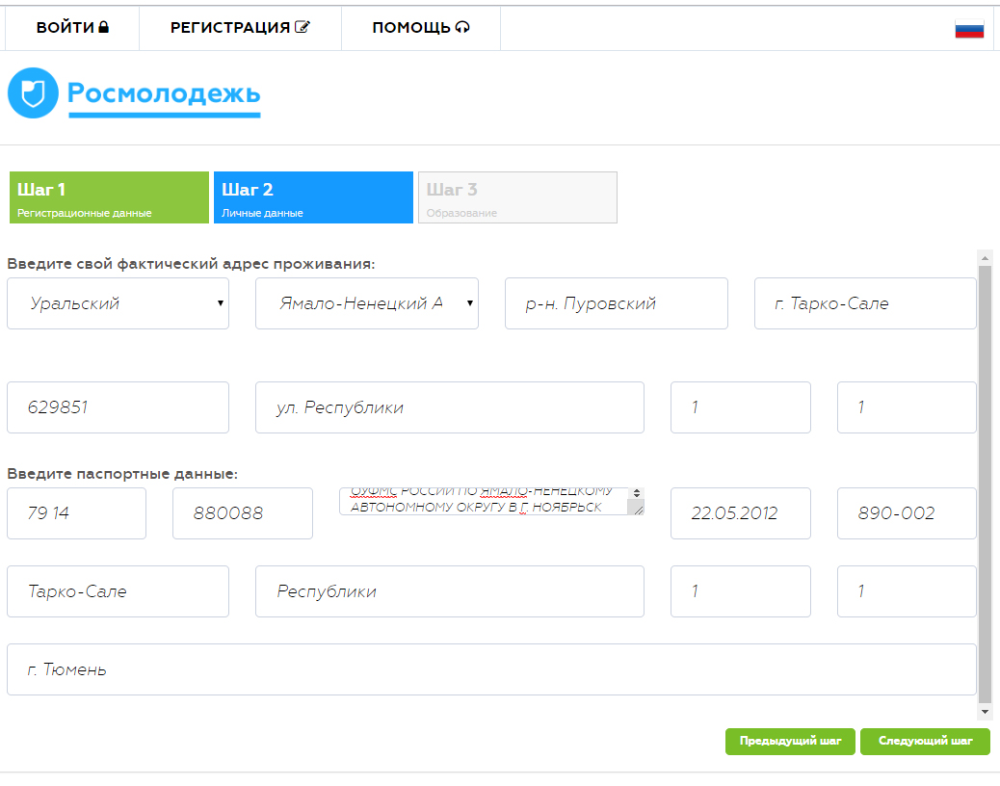 ВОЙТИ РЕГИСТРАЦИЯ ПОМОЩЬ
Росмолодежь
Шаг 1 Шаг 2 Шаг 3
Регистрационные данные Личные данные Образование
Введите свой фактический адрес проживания:
Уральский Ямало-Ненецкий А р-н. Пуровский г. Тарко-Сале
629851 ул. Республики 1 1
Введите паспортные данные:
ОУФМС РОССИИ ПО ЯМАЛО-НЕНЕЦКОМУ
79 14 880088 АВТОНОМНОМУ ОКРУГУ В Г. НОЯБРЬСК 22.05.2012 890-002
Тарко-Сале Республики 1 1
г. Тюмень
Предыдущий шаг Следующий шаг